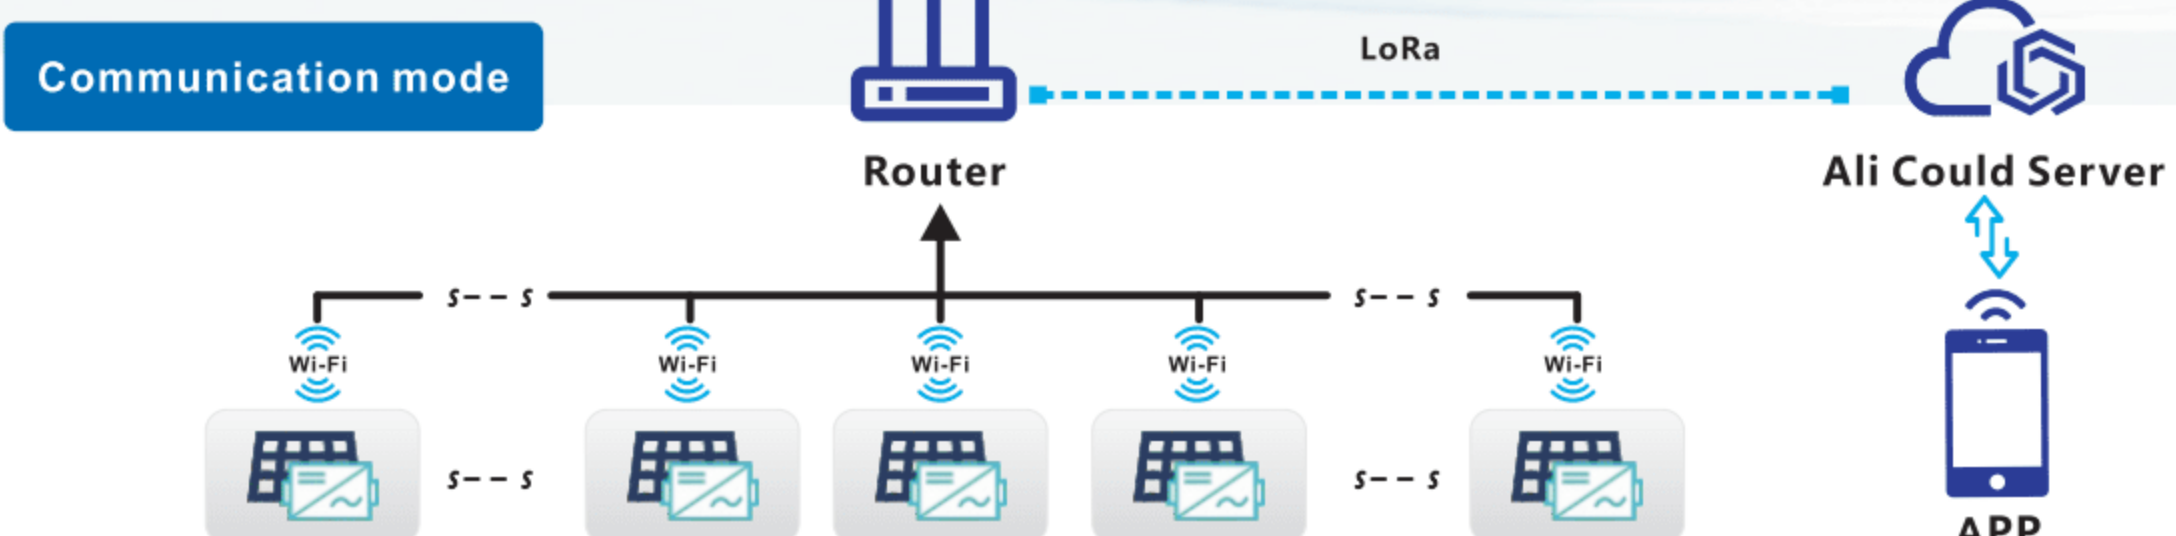 Communication mode
LoRa
Router
Ali Could Server
s-- s
s-- s
Wi-Fi
Wi-Fi
Wi-Fi
Wi-Fi
Wi-Fi
s-- s
s-- s
APP